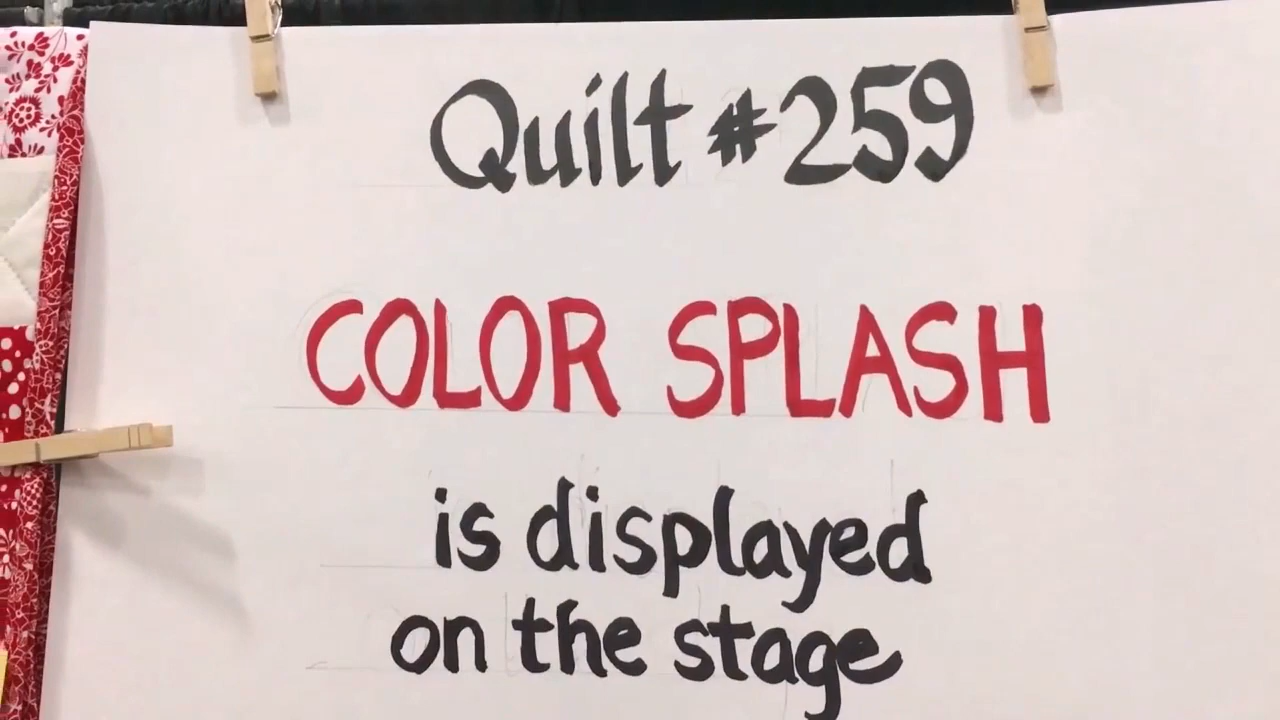 Quilt #259
COLOR SPLASH
is displayed
on the stage